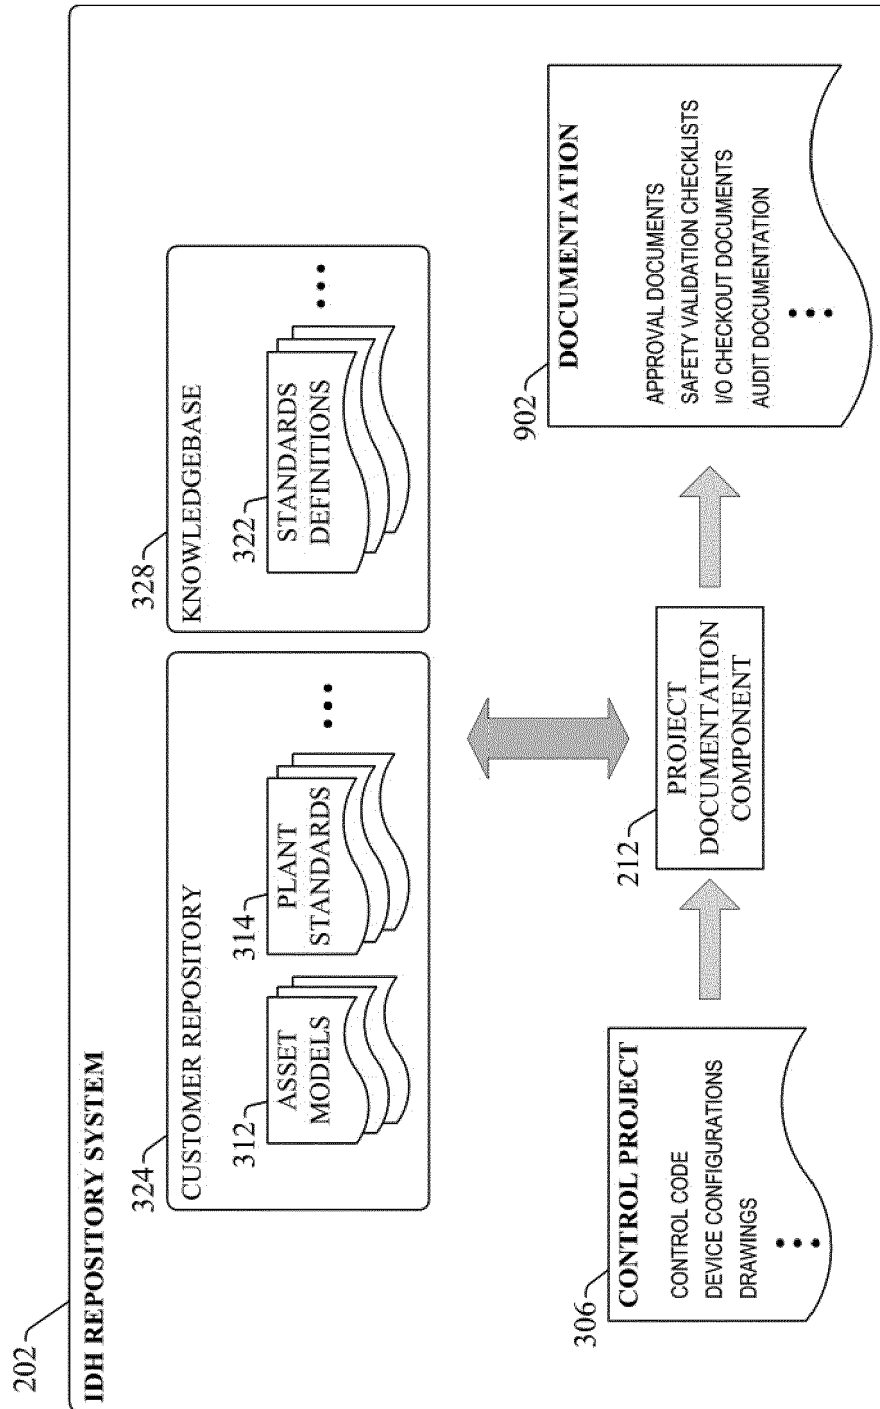 202
IDH REPOSITORY SYSTEM
324
CUSTOMER REPOSITORY
312
ASSET
MODELS
314
PLANT
STANDARDS
328
KNOWLEDGEBASE
322
STANDARDS
DEFINITIONS
306
CONTROL PROJECT
CONTROL CODE
DEVICE CONFIGURATIONS
DRAWINGS
212
PROJECT
DOCUMENTATION
COMPONENT
902
DOCUMENTATION
APPROVAL DOCUMENTS
SAFETY VALIDATION CHECKLISTS
I/O CHECKOUT DOCUMENTS
AUDIT DOCUMENTATION